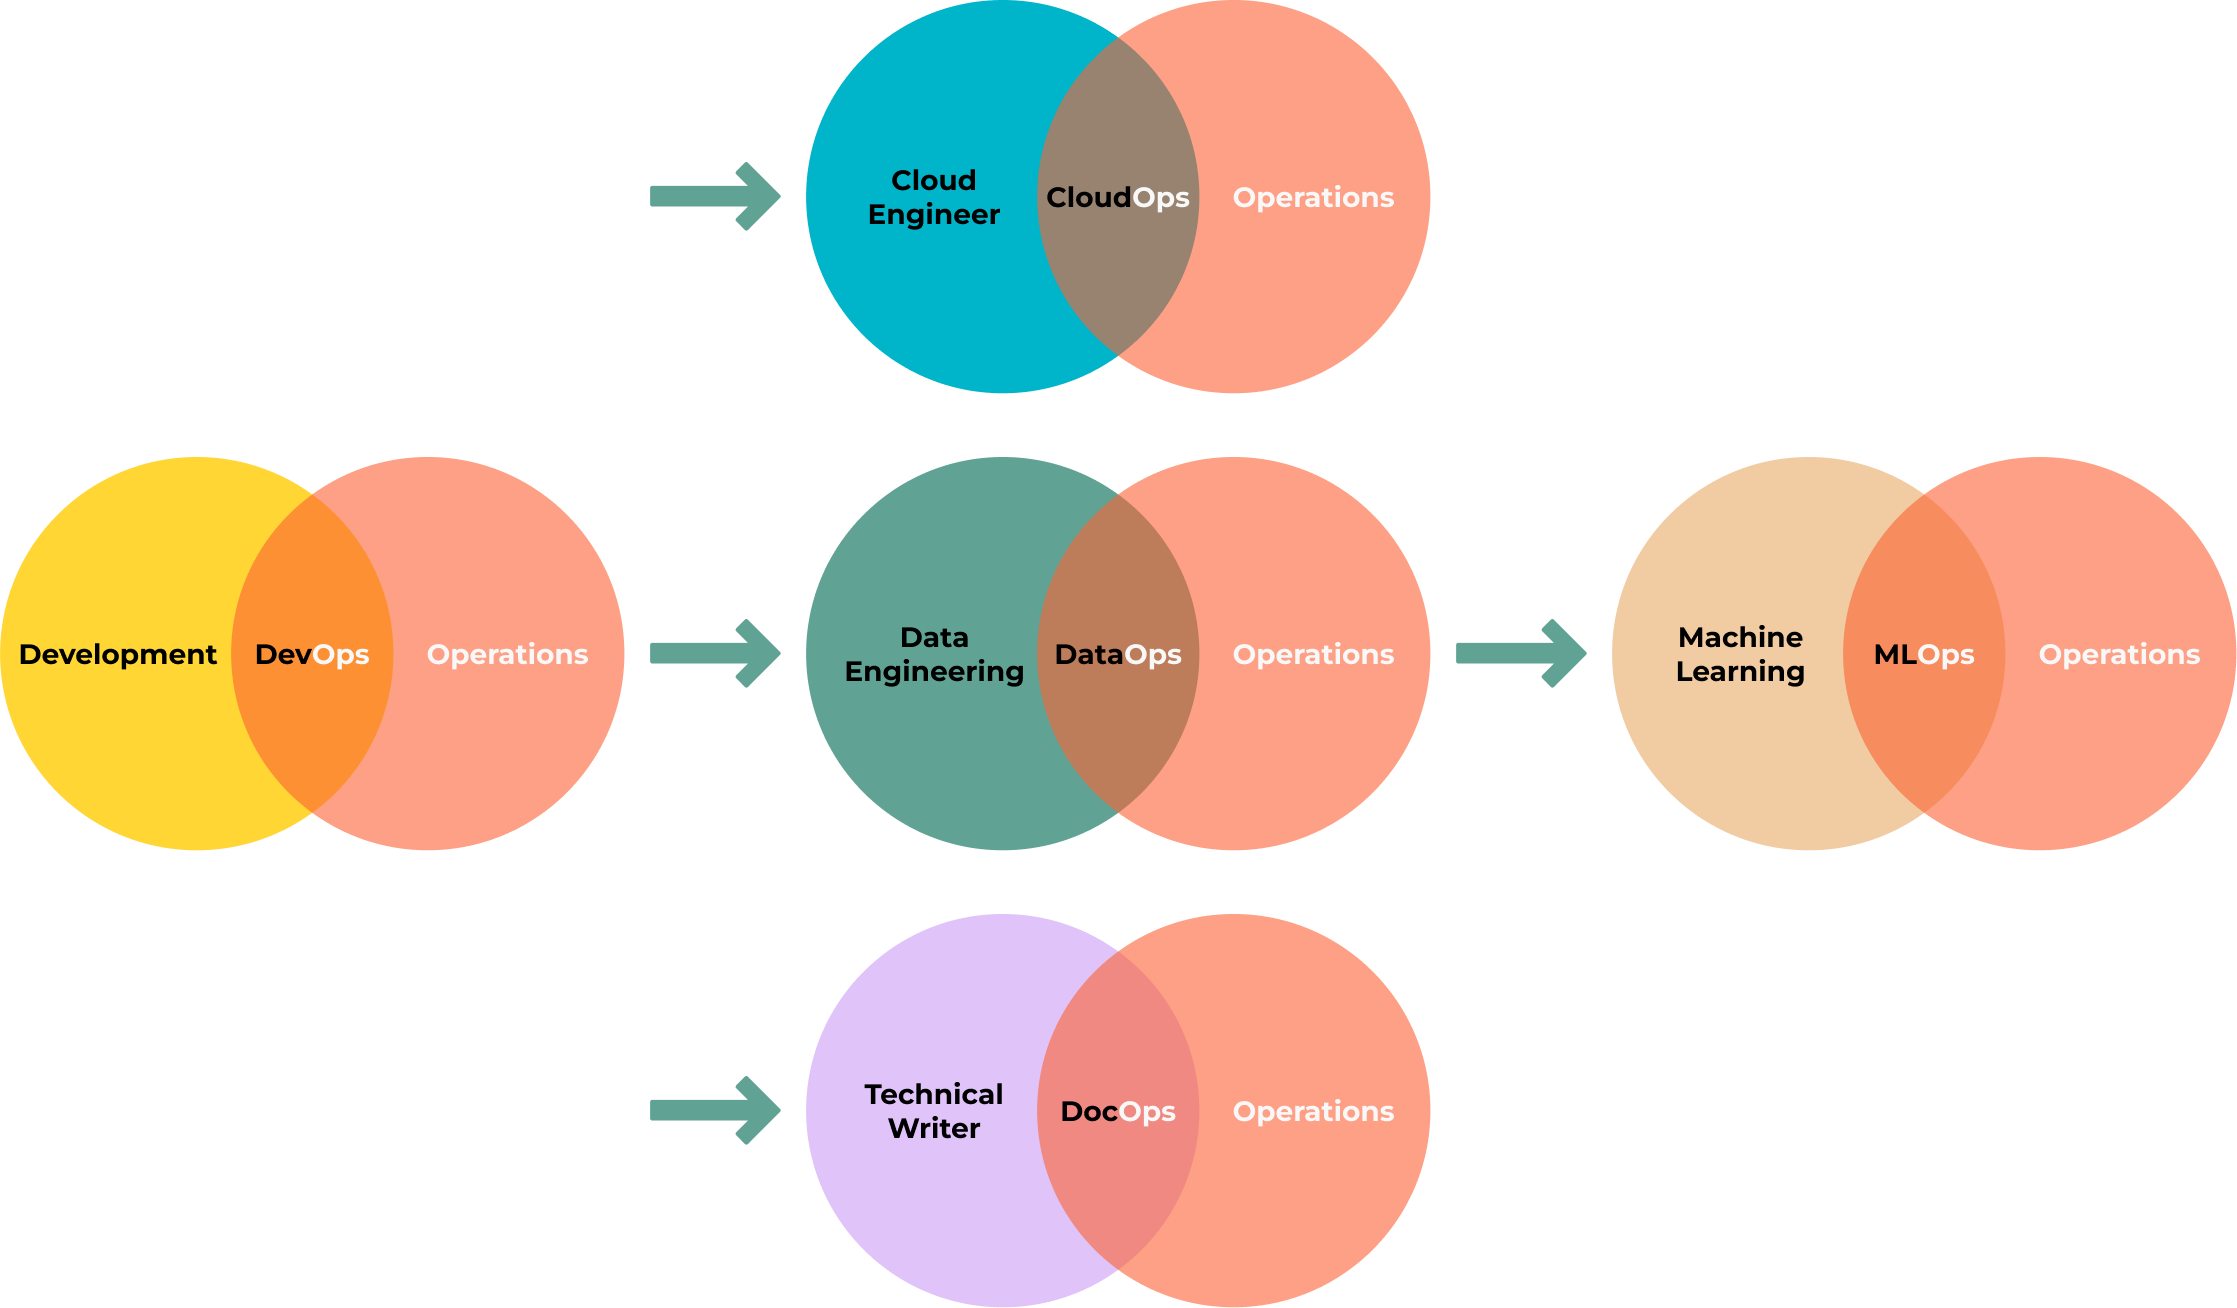 Cloud
Engineer
CloudOps
Operations
Development
DevOps
Operations
Data
Engineering
DataOps
Operations
Machine
Learning
MLOps
Operations
Technical
Writer
DocOps
Operations